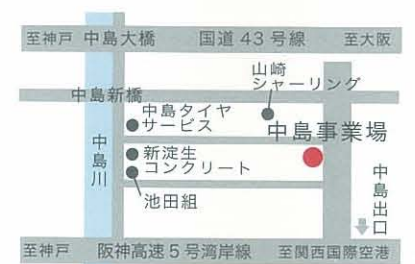 至神戸 中島大橋 国道43号線 至大阪
山崎
シャーリング
中島新橋
中島タイヤ
サービス
中島事業場
中島川
新淀生
コンクリート
池田組
中島出口
至神戸 阪神高速5号湾岸線 至関西国際空港